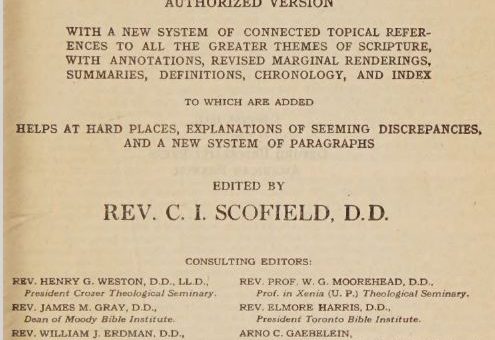 AUTHORIZED VERSION
WITH A NEW SYSTEM OF CONNECTED TOPICAL REFER-
ENCES TO ALL THE GREATER THEMES OF SCRIPTURE,
WITH ANNOTATIONS, REVISED MARGINAL RENDERINGS,
SUMMARIES, DEFINITIONS, CHRONOLOGY, AND INDEX
TO WHICH ARE ADDED
HELPS AT HARD PLACES, EXPLANATIONS OF SEEMING DISCREPANCIES,
AND A NEW SYSTEM OF PARAGRAPHS
EDITED BY
REV. C. I. SCOFIELD, D.D.
CONSULTING EDITORS:
REV. HENRY G. WESTON, D.D., LL.D.,
President Crozer Theological Seminary.
REV. JAMES M. GRAY, D.D.,
Dean of Moody Bible Institute.
REV. WILLIAM J. ERDMAN, D.D.,
REV. PROF. W. G. MOOREHEAD, D.D.,
Prof. in Xenia (U. P.) Theological Seminary.
REV. ELMORE HARRIS, D.D.,
President Toronto Bible Institute.
ARNO C. GAEBELEIN,